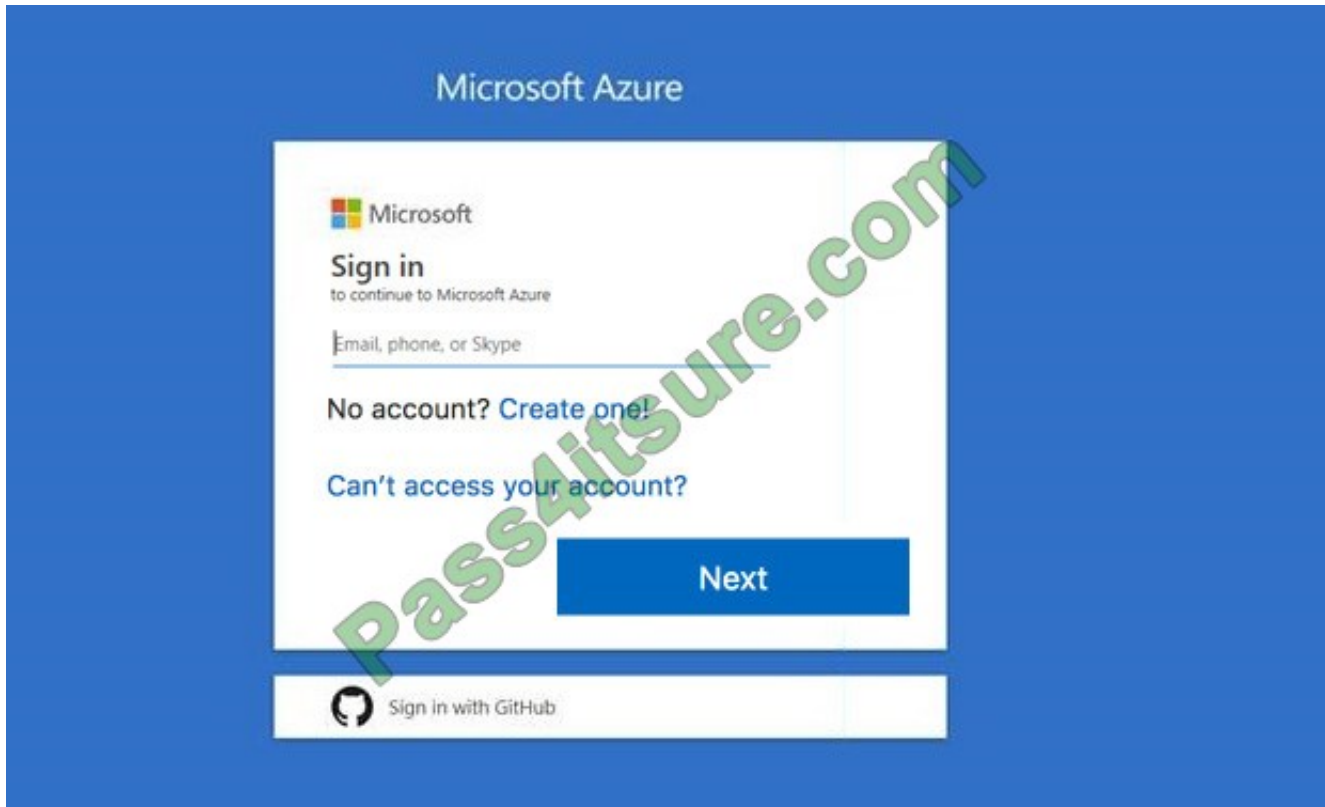 Microsoft Azure
Microsoft
Sign in
to continue to Microsoft Azure
Email, phone, or Skype
No account? Create one!
Can't access your account?
Next
Sign in with GitHub
Pass4itsure.com